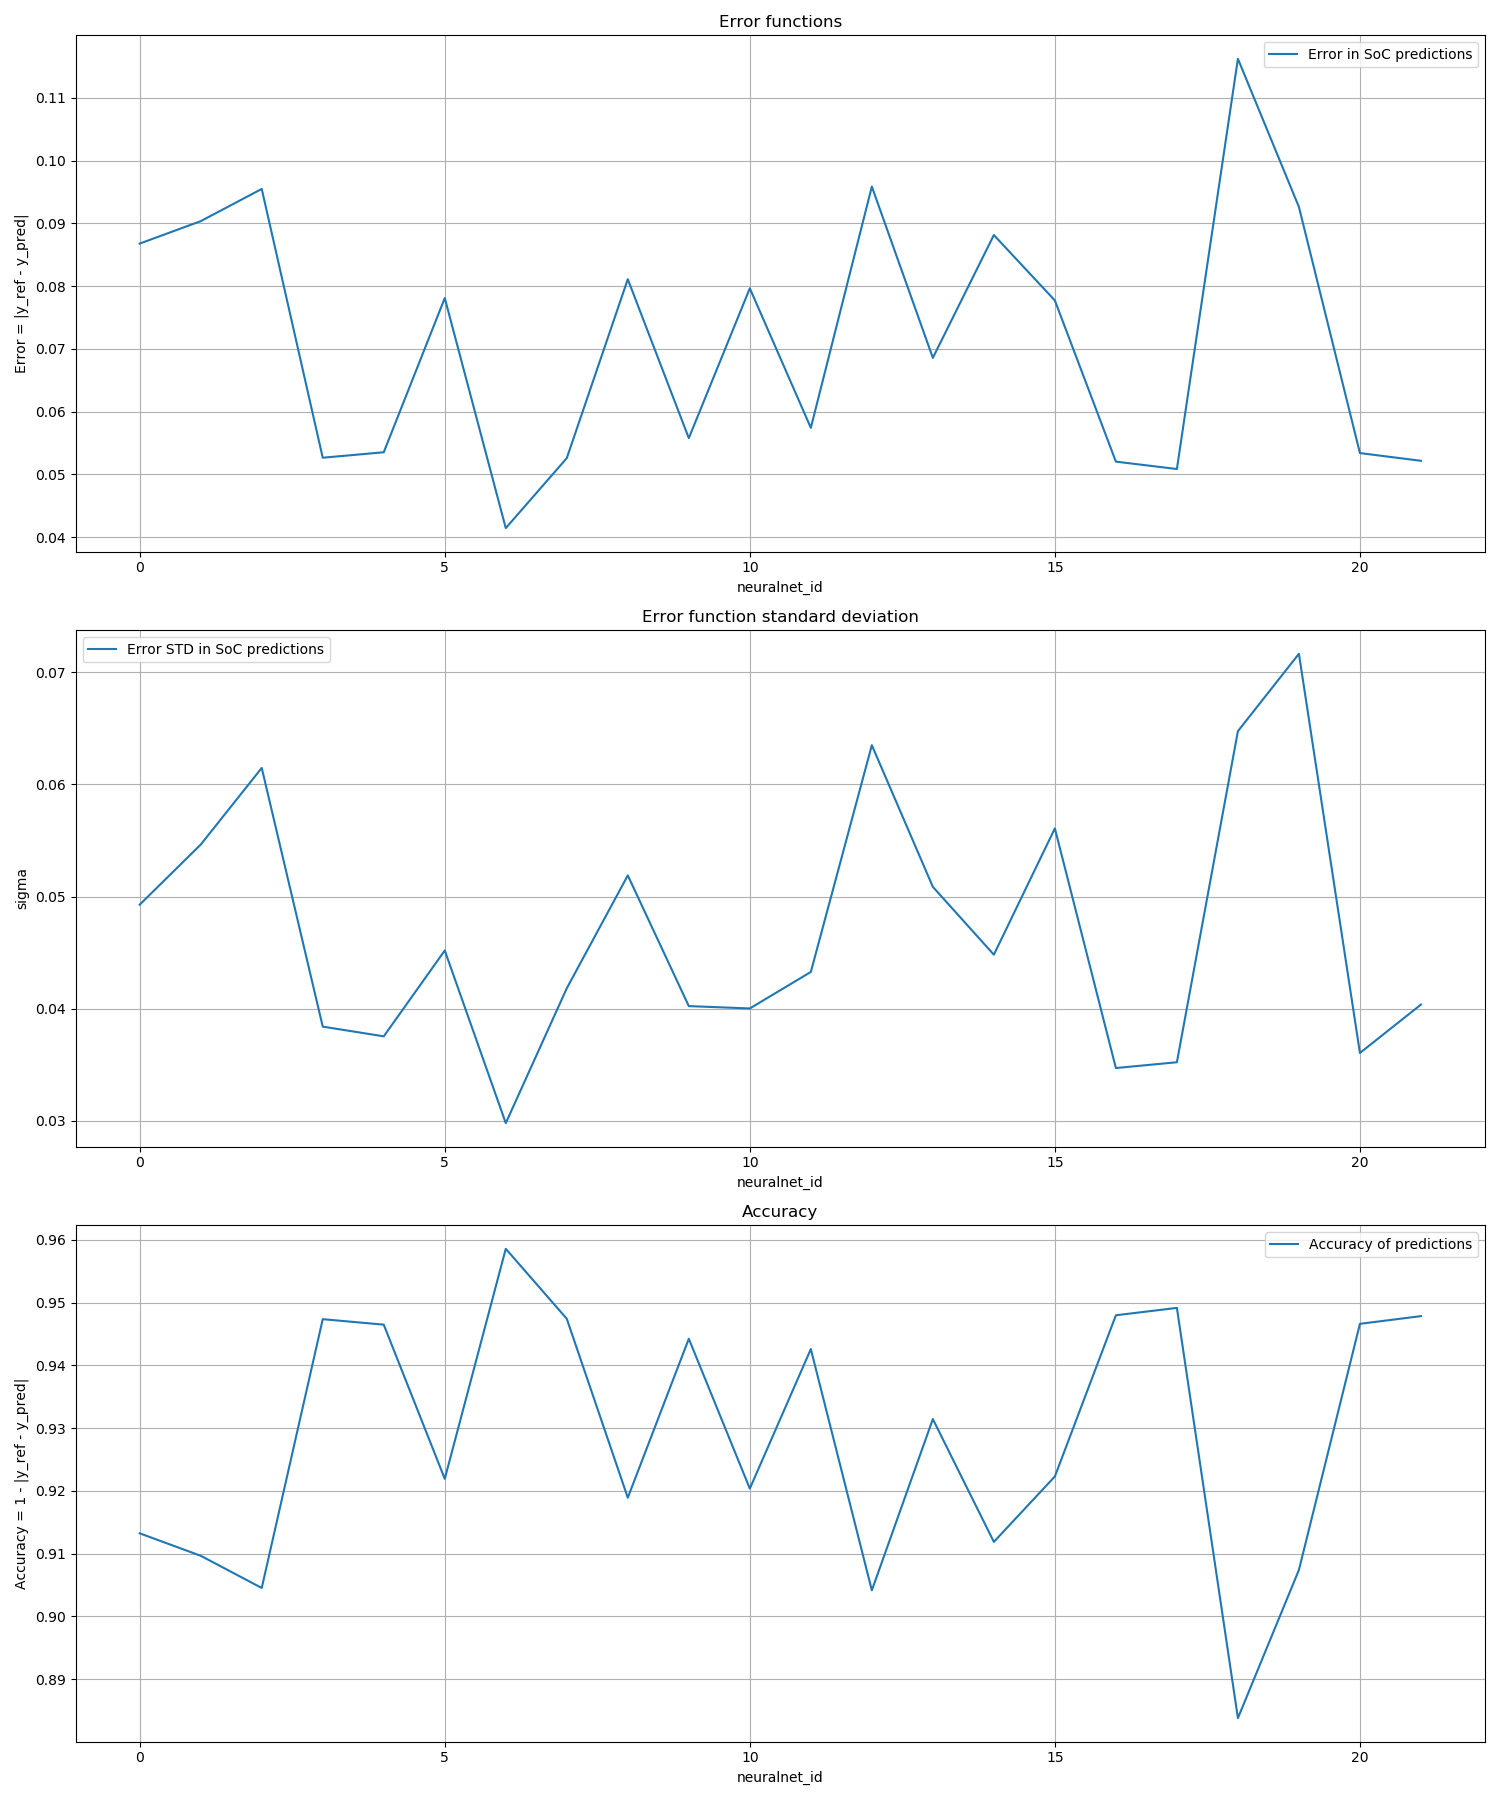 Error functions
Error in SoC predictions
0.11
0.10
0.09
0.08
0.07
0.06
0.05
0.04
Error = |y_ref - y_pred|
0 5 10 15 20
neuralnet_id
Error function standard deviation
Error STD in SoC predictions
0.07
0.06
0.05
0.04
0.03
sigma
0 5 10 15 20
neuralnet_id
Accuracy
Accuracy of predictions
0.96
0.95
0.94
0.93
0.92
0.91
0.90
0.89
Accuracy = 1 - |y_ref - y_pred|
0 5 10 15 20
neuralnet_id